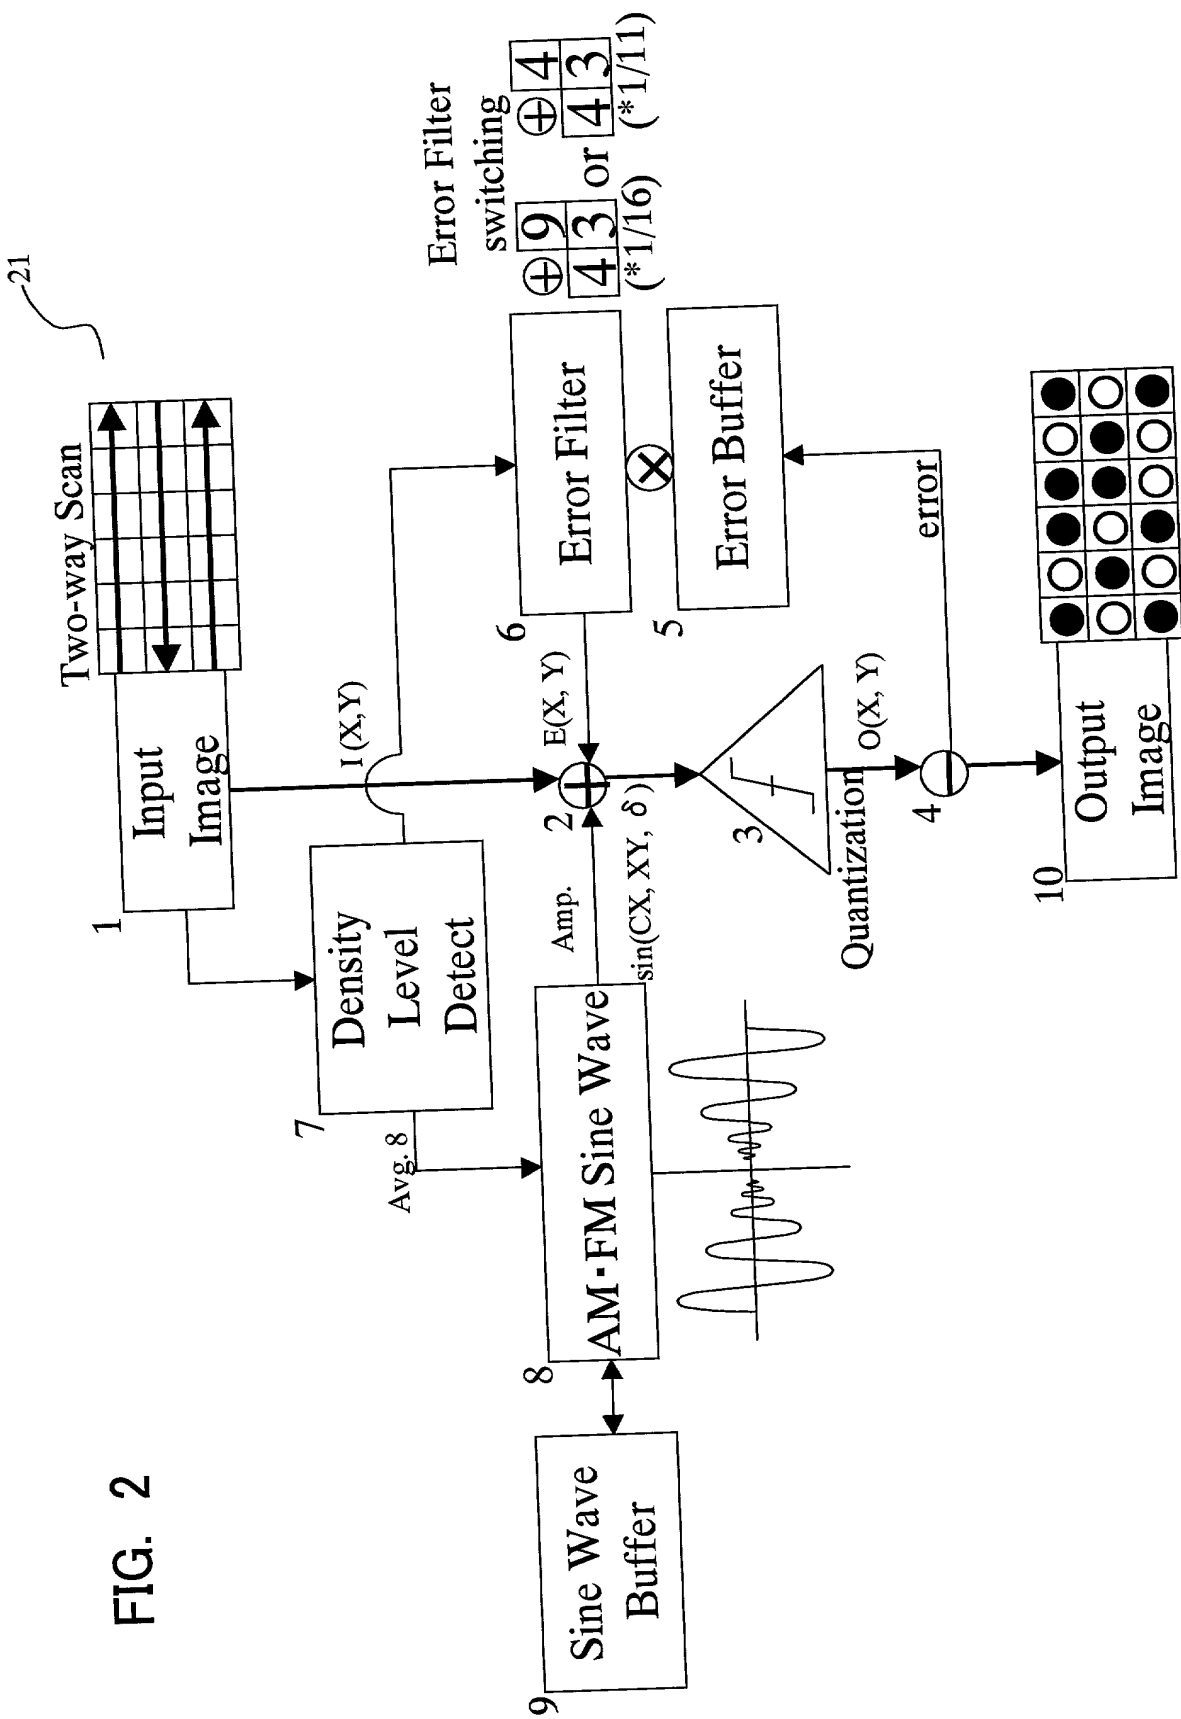 FIG. 2
21
Two-way Scan
1
Input
Image
I(X,Y)
7
Density
Level
Detect
Avg. 8
Error Filter
switching
⊕ 9
4 3
(*1/16)
or
⊕ 4
4 3
(*1/11)
6
Error Filter
E(X, Y)
5
Error Buffer
error
2
Amp.
sin(CX, XY, δ)
9
Sine Wave
Buffer
8
AM·FM Sine Wave
3
Quantization
O(X, Y)
4
10
Output
Image